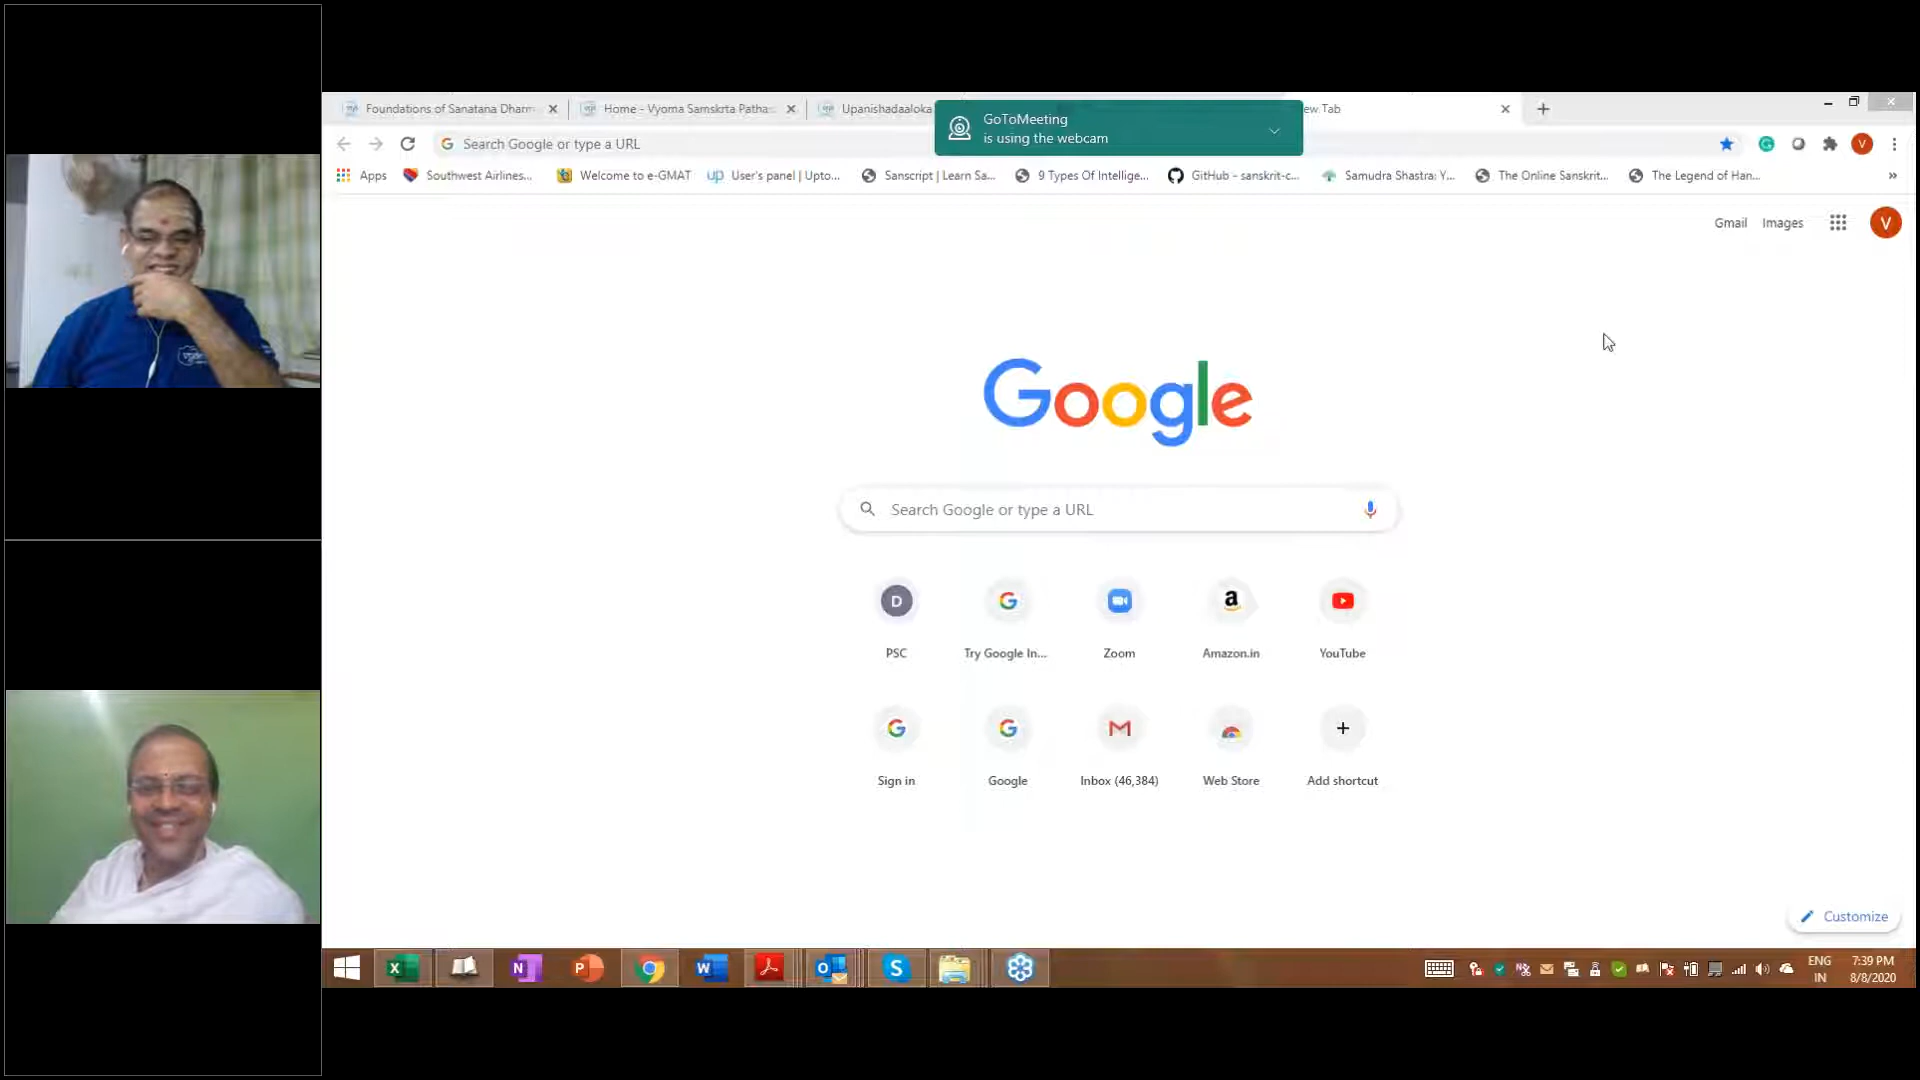 Foundations of Sanatana Dharm
Home - Vyoma Samskrta Patha
Upanishadaaloka
ew Tab
GoToMeeting
is using the webcam
Search Google or type a URL
V
Apps
Southwest Airlines...
Welcome to e-GMAT
up User's panel | Upto...
Sanscript | Learn Sa...
9 Types Of Intellige...
GitHub - sanskrit-c...
Samudra Shastra: Y...
The Online Sanskrit...
The Legend of Han...
Gmail Images V
Google
Search Google or type a URL
D
PSC
Try Google In...
Zoom
Amazon.in
YouTube
Sign in
Google
Inbox (46,384)
Web Store
Add shortcut
Customize
ENG 7:39 PM
IN 8/8/2020